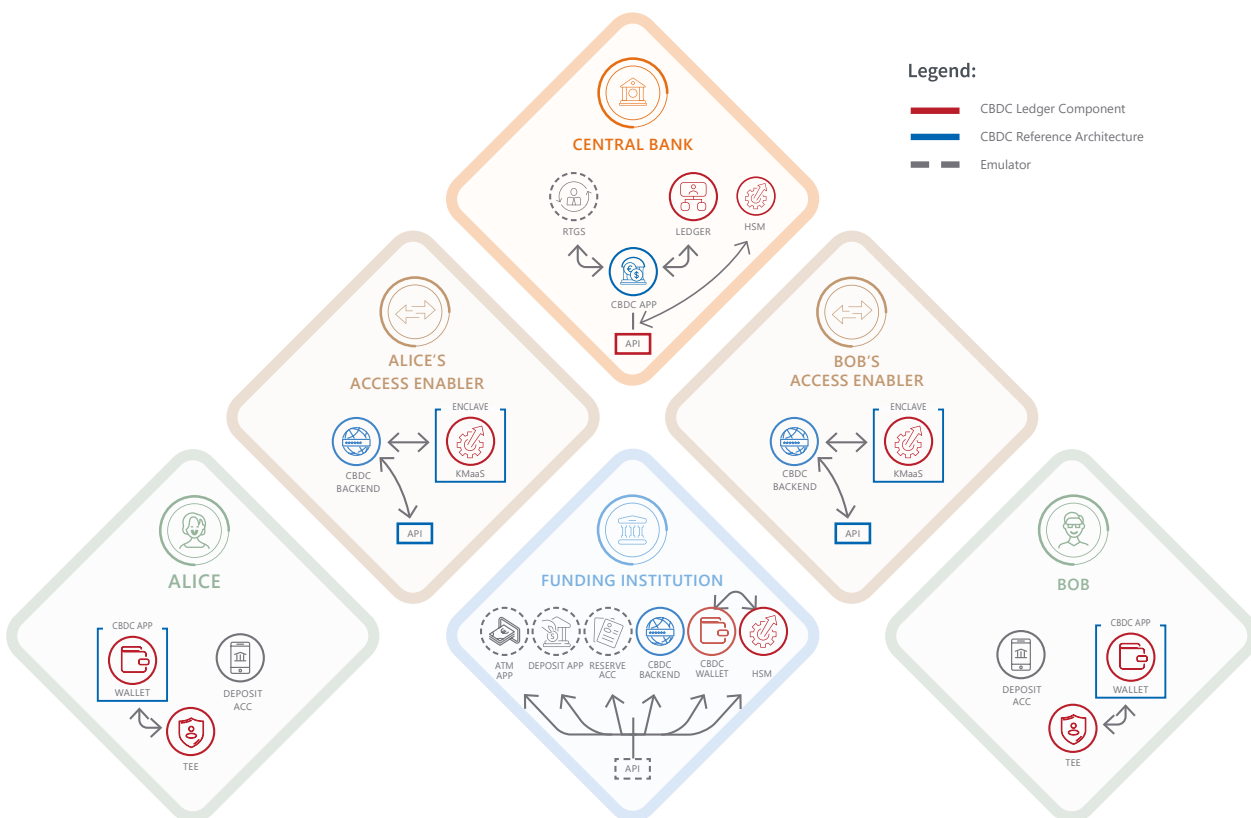 Legend:
CBDC Ledger Component
CBDC Reference Architecture
Emulator
CENTRAL BANK
RTGS
LEDGER
HSM
CBDC APP
API
ALICE'S
ACCESS ENABLER
ENCLAVE
CBDC
BACKEND
KMaaS
API
BOB'S
ACCESS ENABLER
ENCLAVE
CBDC
BACKEND
KMaaS
API
ALICE
CBDC APP
WALLET
DEPOSIT
ACC
TEE
FUNDING INSTITUTION
ATM
APP
DEPOSIT APP
RESERVE
ACC
CBDC
BACKEND
CBDC
WALLET
HSM
API
BOB
CBDC APP
WALLET
DEPOSIT
ACC
TEE